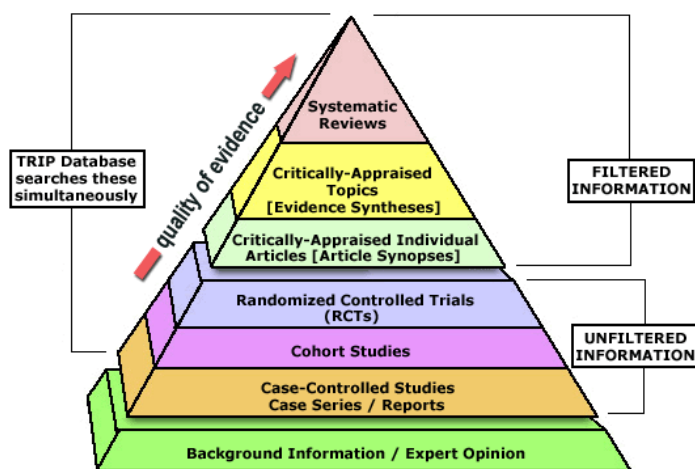 Systematic
Reviews
TRIP Database
searches these
simultaneously
quality of evidence
FILTERED
INFORMATION
Critically-Appraised
Topics
[Evidence Syntheses]
Critically-Appraised Individual
Articles [Article Synopses]
Randomized Controlled Trials
(RCTs)
UNFILTERED
INFORMATION
Cohort Studies
Case-Controlled Studies
Case Series / Reports
Background Information / Expert Opinion